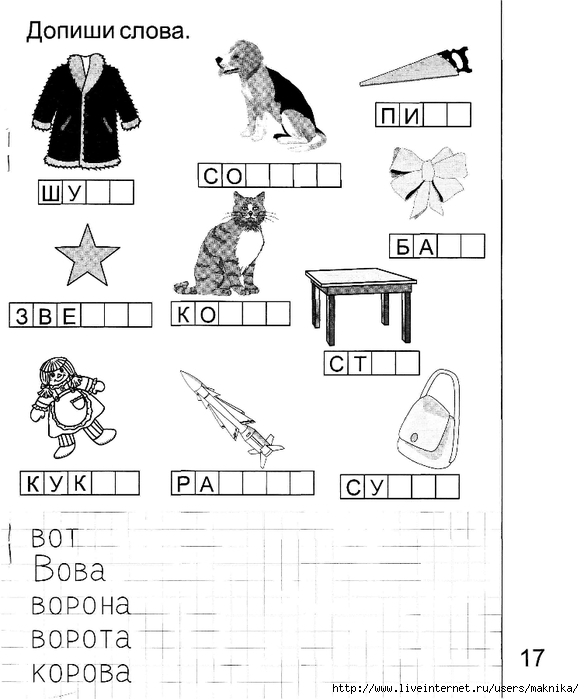 Допиши слова.
ПИ
СО
ШУ
БА
ЗВЕ
КО
СТ
КУК
РА
СУ
вот
Вова
ворона
ворота
корова
17
http://www.liveinternet.ru/users/maknika/